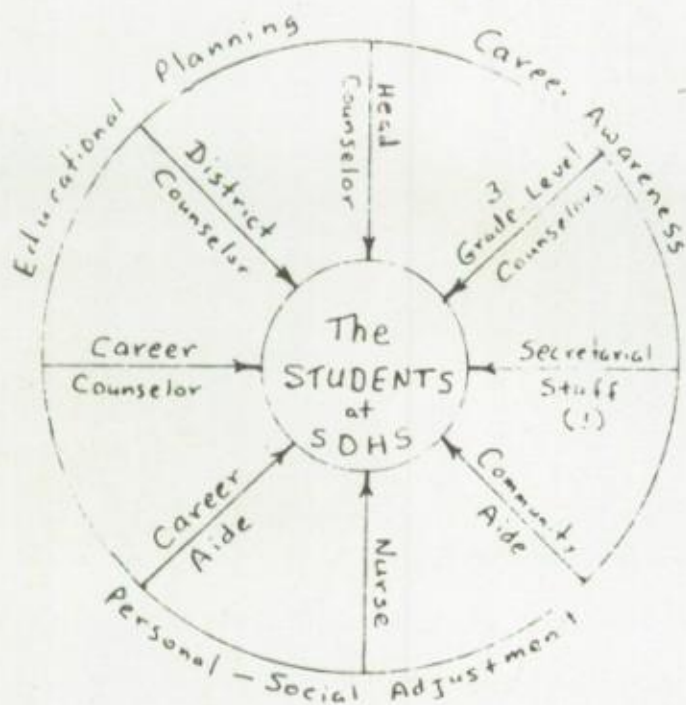 Educational Planning
Career Awareness
Head
Counselor
3
Grade Level
Counselors
Secretarial
Stuff
(!)
Community
Aide
Nurse
Career
Aide
Career
Counselor
District
Counselor
The
STUDENTS
at
SDHS
Personal - Social Adjustment